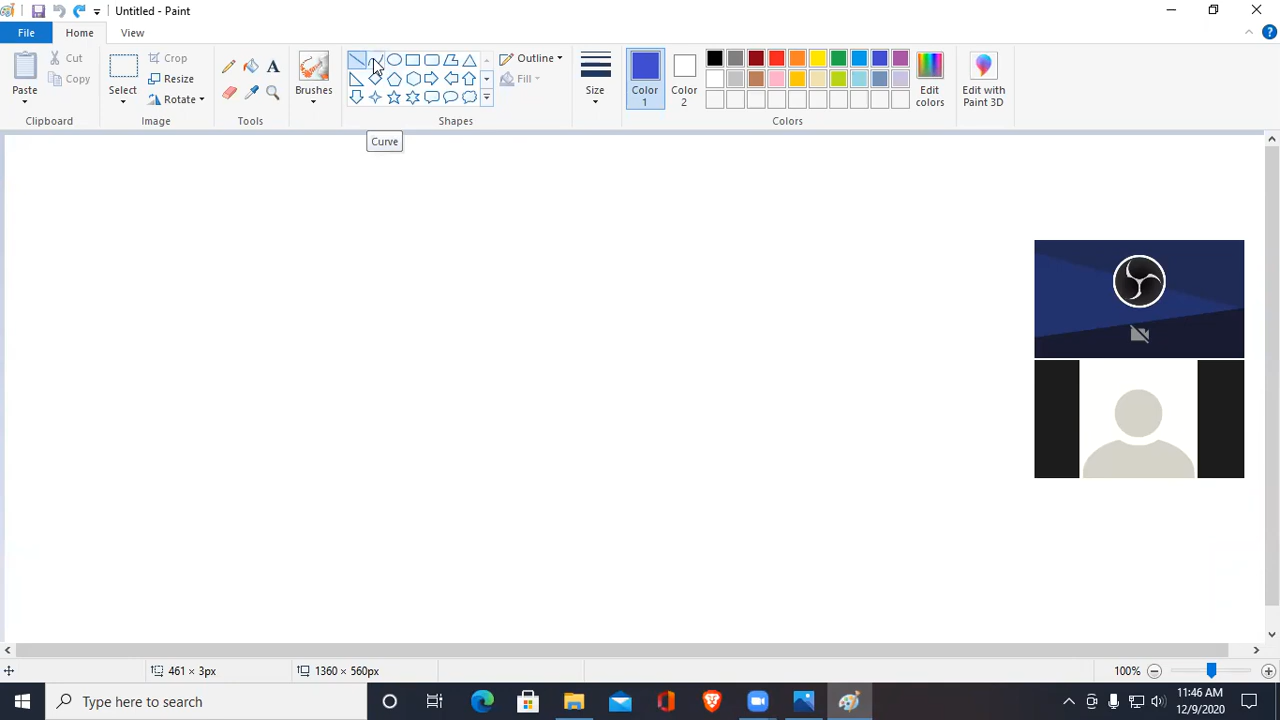 Untitled - Paint
File
Home
View
Paste
Cut
Copy
Clipboard
Select
Crop
Resize
Rotate
Image
A
Tools
Brushes
Shapes
Outline
Fill
Size
Color 1
Color 2
Edit colors
Colors
Edit with Paint 3D
Curve
461 × 3px
1360 × 560px
100%
Type here to search
11:46 AM
12/9/2020